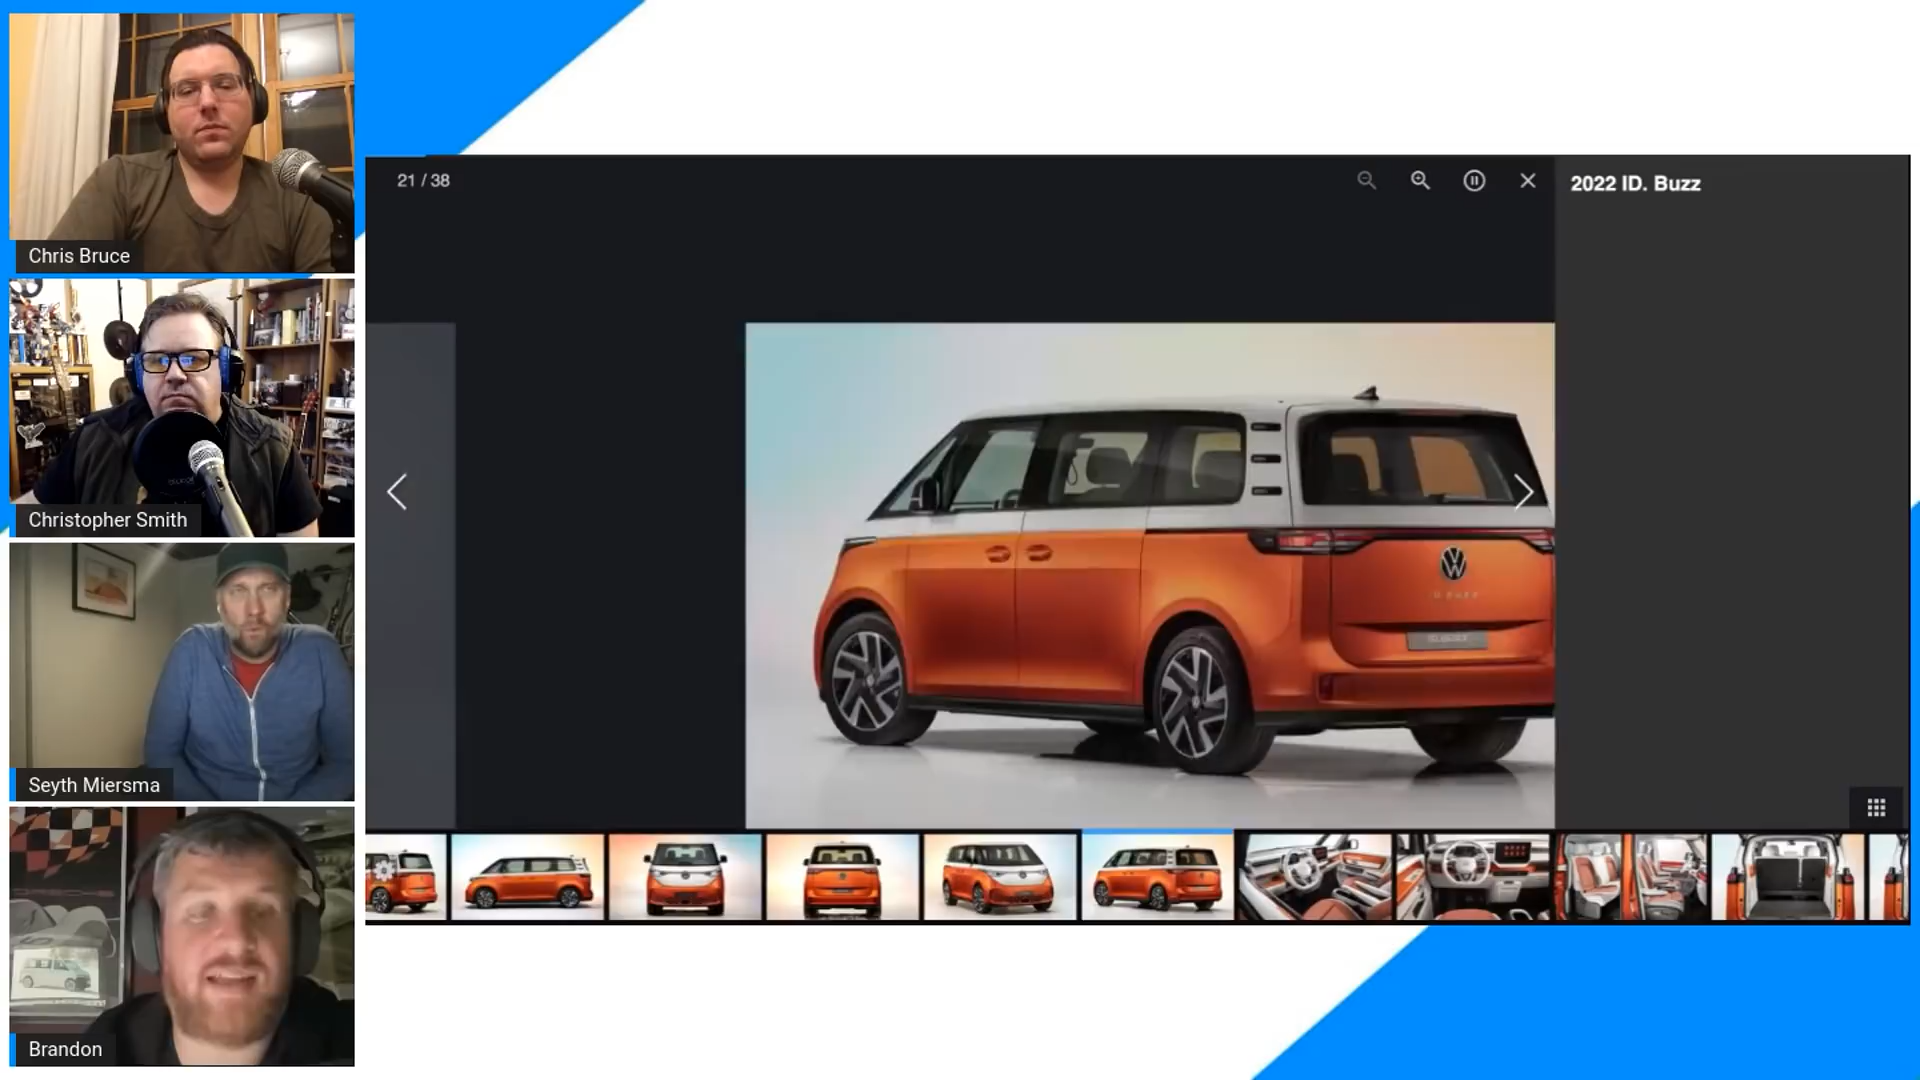 Chris Bruce
Christopher Smith
Seyth Miersma
Brandon
21 / 38
2022 ID. Buzz